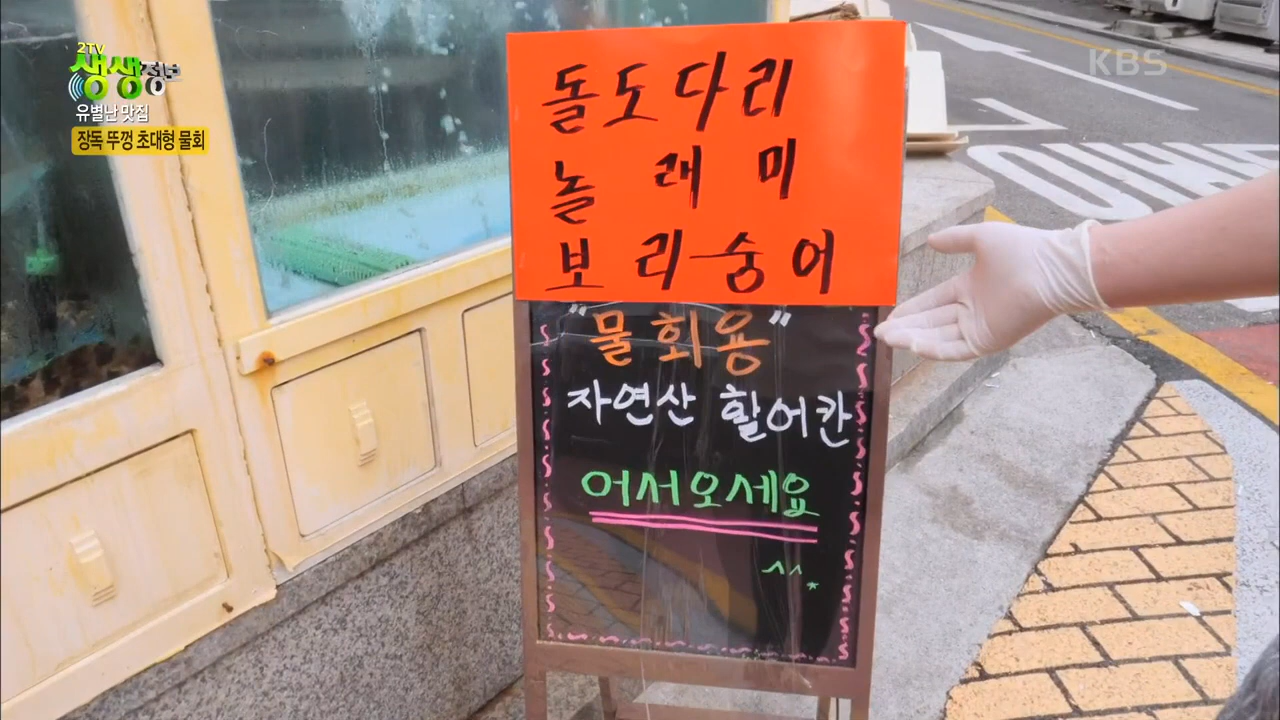 2TV
생생정보
유별난 맛집
장독 뚜껑 초대형 물회
KBS
돌도다리
놀래미
보리숭어
"물회용"
자연산 활어칸
어서오세요
^^*